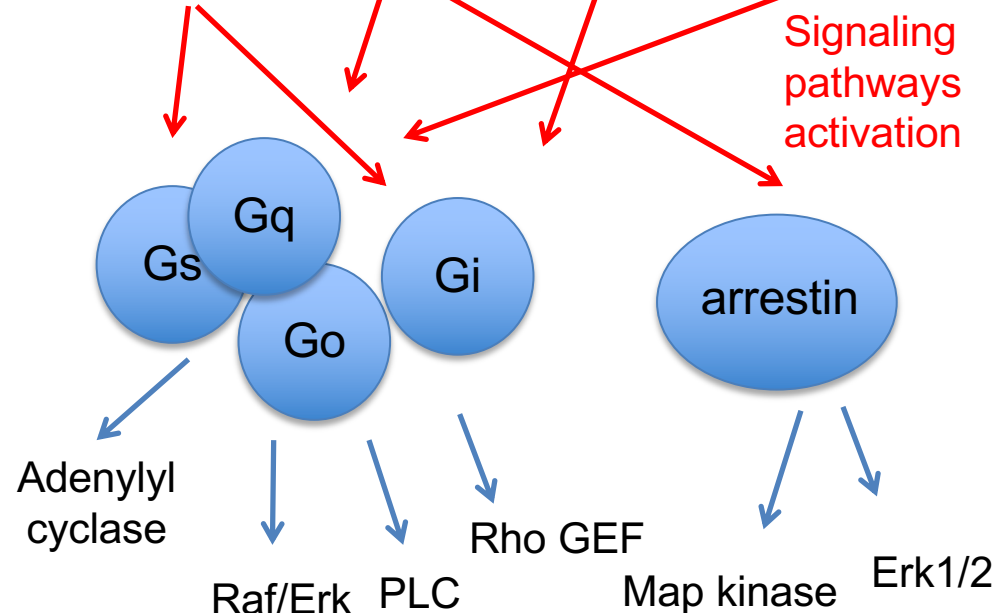 Signaling
pathways
activation
Gq
Gs
Gi
Go
arrestin
Adenylyl
cyclase
Rho GEF
Raf/Erk
PLC
Map kinase
Erk1/2